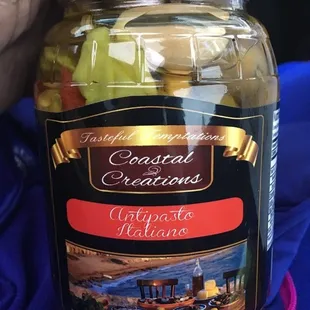 Tasteful Temptations
Coastal
Creations
Antipasto
Italiano